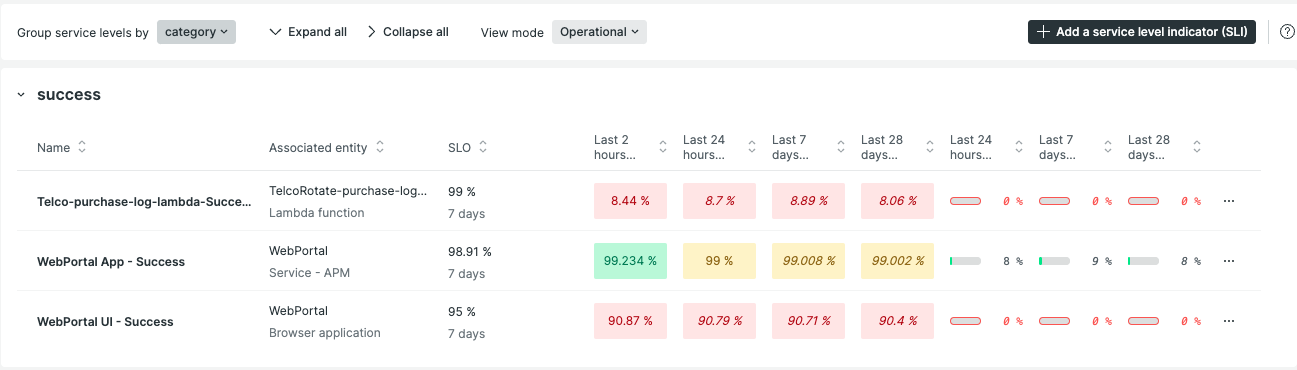 Group service levels by category Expand all Collapse all View mode Operational + Add a service level indicator (SLI) ?
success
Name Associated entity SLO Last 2 hours... Last 24 hours... Last 7 days... Last 28 days... Last 24 hours... Last 7 days... Last 28 days...
Telco-purchase-log-lambda-Succe... TelcoRotate-purchase-log... 99 % 8.44 % 8.7 % 8.89 % 8.06 % 0 % 0 % 0 % ...
Lambda function 7 days
WebPortal App - Success WebPortal 98.91 % 99.234 % 99 % 99.008 % 99.002 % 8 % 9 % 8 % ...
Service - APM 7 days
WebPortal UI - Success WebPortal 95 % 90.87 % 90.79 % 90.71 % 90.4 % 0 % 0 % 0 % ...
Browser application 7 days